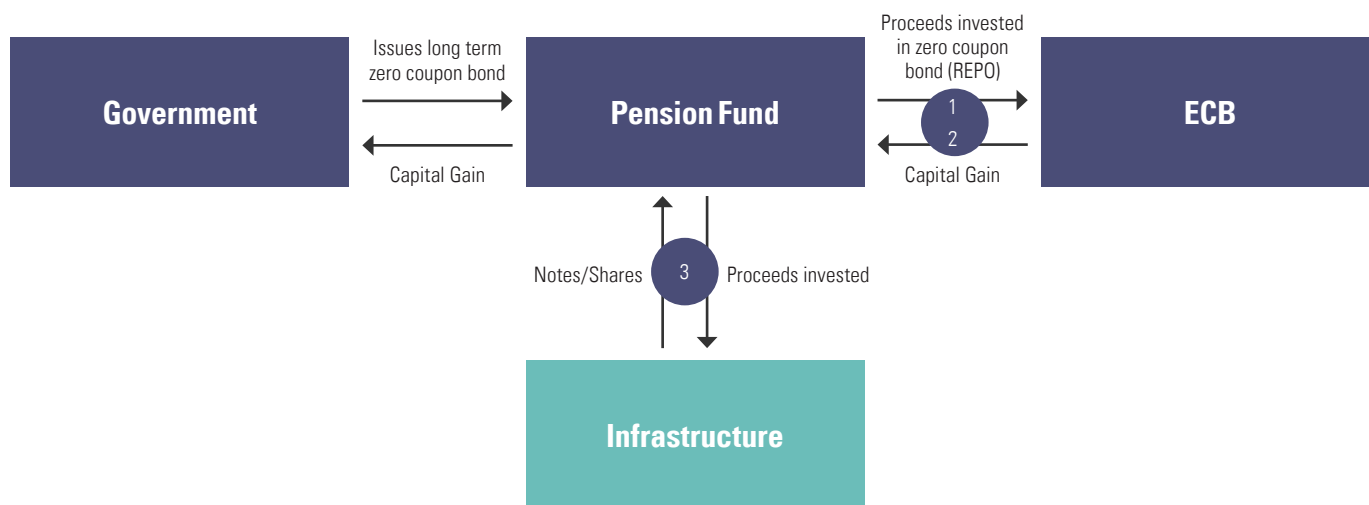 Proceeds invested
in zero coupon
bond (REPO)
Issues long term
zero coupon bond
Government
Pension Fund
ECB
1
2
Capital Gain
Capital Gain
Notes/Shares
3
Proceeds invested
Infrastructure